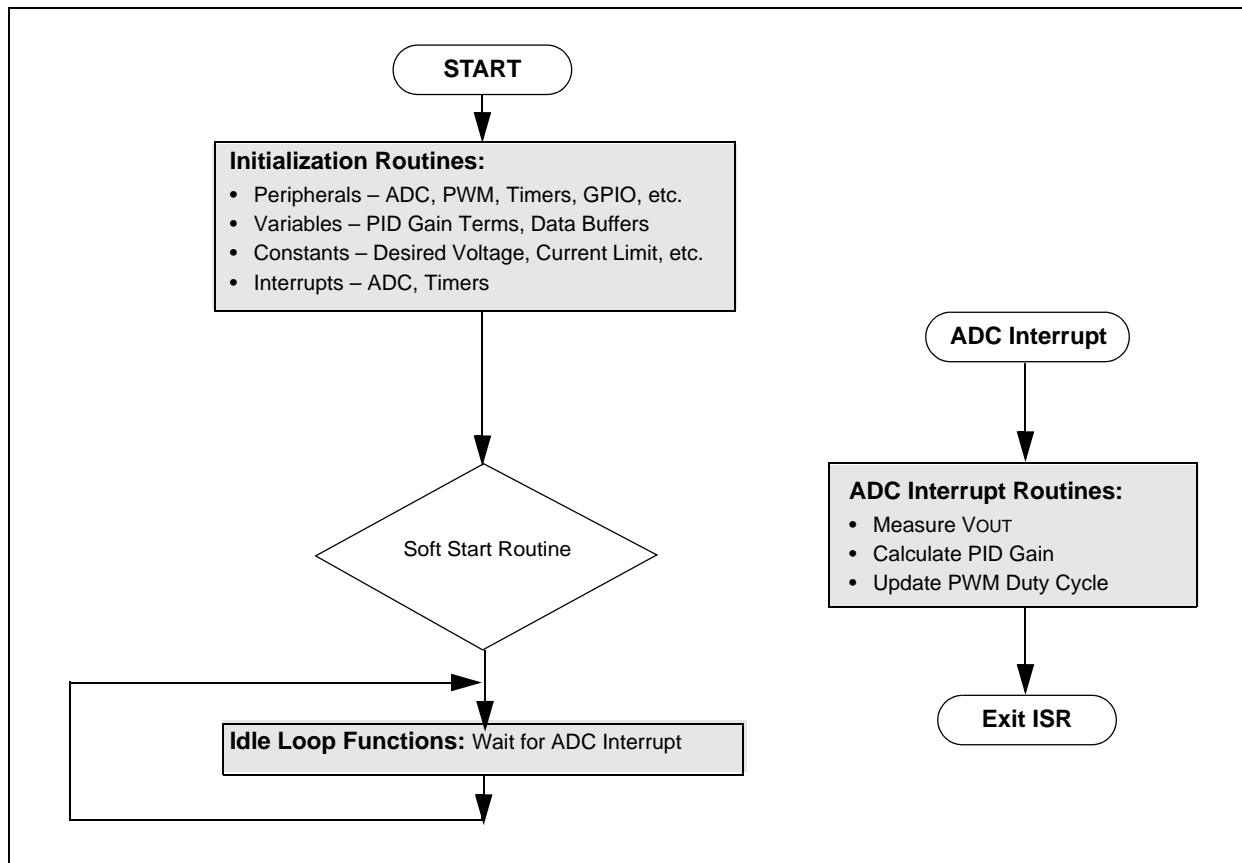 START
Initialization Routines:
• Peripherals – ADC, PWM, Timers, GPIO, etc.
• Variables – PID Gain Terms, Data Buffers
• Constants – Desired Voltage, Current Limit, etc.
• Interrupts – ADC, Timers
Soft Start Routine
Idle Loop Functions: Wait for ADC Interrupt
ADC Interrupt
ADC Interrupt Routines:
• Measure VOUT
• Calculate PID Gain
• Update PWM Duty Cycle
Exit ISR